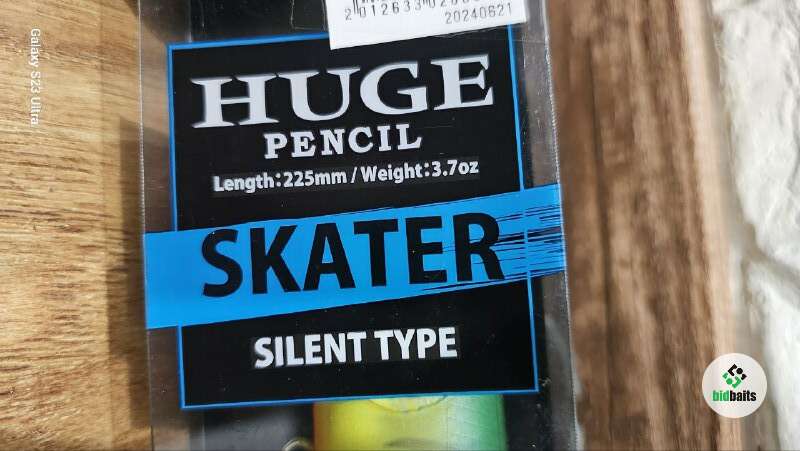 20240621
HUGE
PENCIL
Length:225mm / Weight:3.7oz
SKATER
SILENT TYPE
Galaxy S23 Ultra
bidbaits